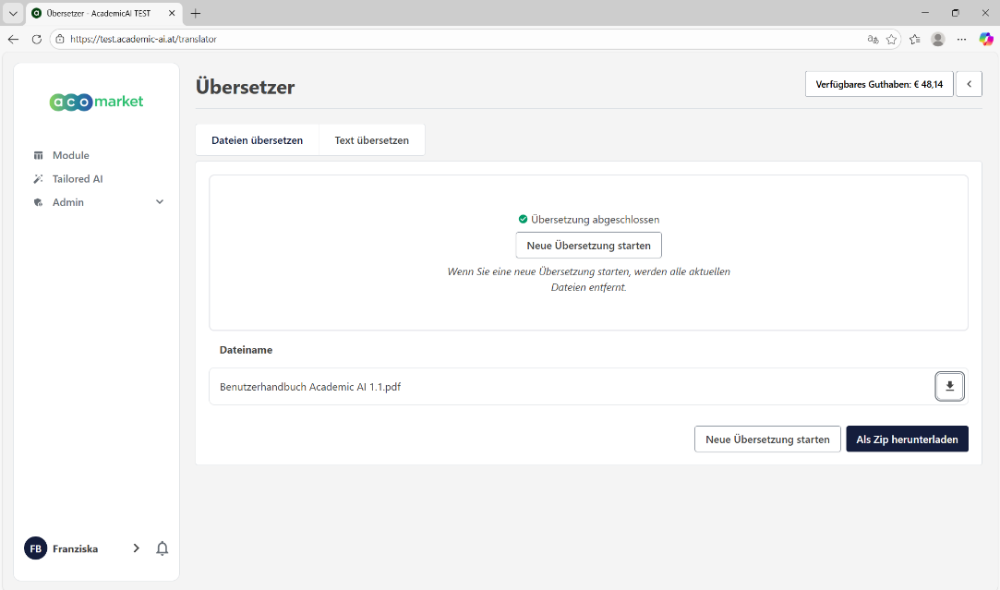 Übersetzer - AcademicAI TEST
https://test.academic-ai.at/translator
aco market
Module
Tailored AI
Admin
FB Franziska
Übersetzer
Verfügbares Guthaben: € 48,14
Dateien übersetzen
Text übersetzen
Übersetzung abgeschlossen
Neue Übersetzung starten
Wenn Sie eine neue Übersetzung starten, werden alle aktuellen
Dateien entfernt.
Dateiname
Benutzerhandbuch Academic AI 1.1.pdf
Neue Übersetzung starten
Als Zip herunterladen